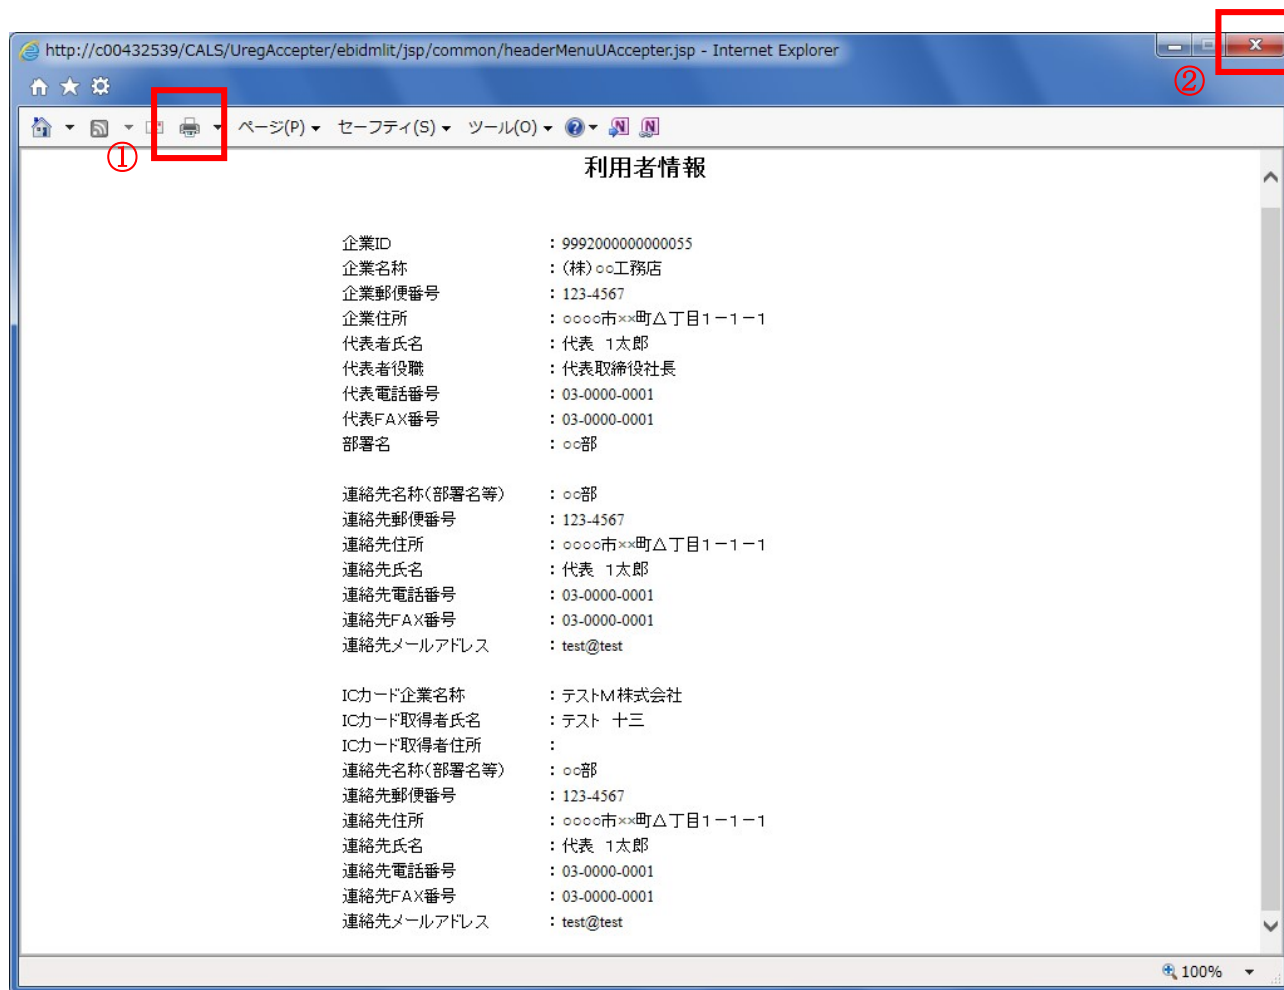 http://c00432539/CALS/UregAccepter/ebidmlit/jsp/common/headerMenuUAccepter.jsp - Internet Explorer
②
ページ(P) セーフティ(S) ツール(O)
①
利用者情報
企業ID : 9992000000000055
企業名称 : (株)○○工務店
企業郵便番号 : 123-4567
企業住所 : ○○○○市××町△丁目1-1-1
代表者氏名 : 代表 1太郎
代表者役職 : 代表取締役社長
代表電話番号 : 03-0000-0001
代表FAX番号 : 03-0000-0001
部署名 : ○○部
連絡先名称(部署名等) : ○○部
連絡先郵便番号 : 123-4567
連絡先住所 : ○○○○市××町△丁目1-1-1
連絡先氏名 : 代表 1太郎
連絡先電話番号 : 03-0000-0001
連絡先FAX番号 : 03-0000-0001
連絡先メールアドレス : test@test
ICカード企業名称 : テストM株式会社
ICカード取得者氏名 : テスト 十三
ICカード取得者住所 :
連絡先名称(部署名等) : ○○部
連絡先郵便番号 : 123-4567
連絡先住所 : ○○○○市××町△丁目1-1-1
連絡先氏名 : 代表 1太郎
連絡先電話番号 : 03-0000-0001
連絡先FAX番号 : 03-0000-0001
連絡先メールアドレス : test@test
100%